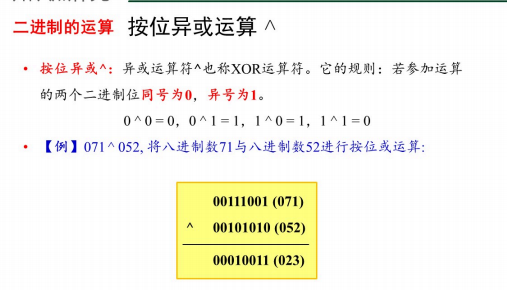 二进制的运算 按位异或运算 ^
• 按位异或^：异或运算符^也称XOR运算符。它的规则：若参加运算
的两个二进制位同号为0，异号为1。
0^0=0，0^1=1，1^0=1，1^1=0
• 【例】071^052, 将八进制数71与八进制数52进行按位或运算:
00111001 (071)
^ 00101010 (052)
00010011 (023)